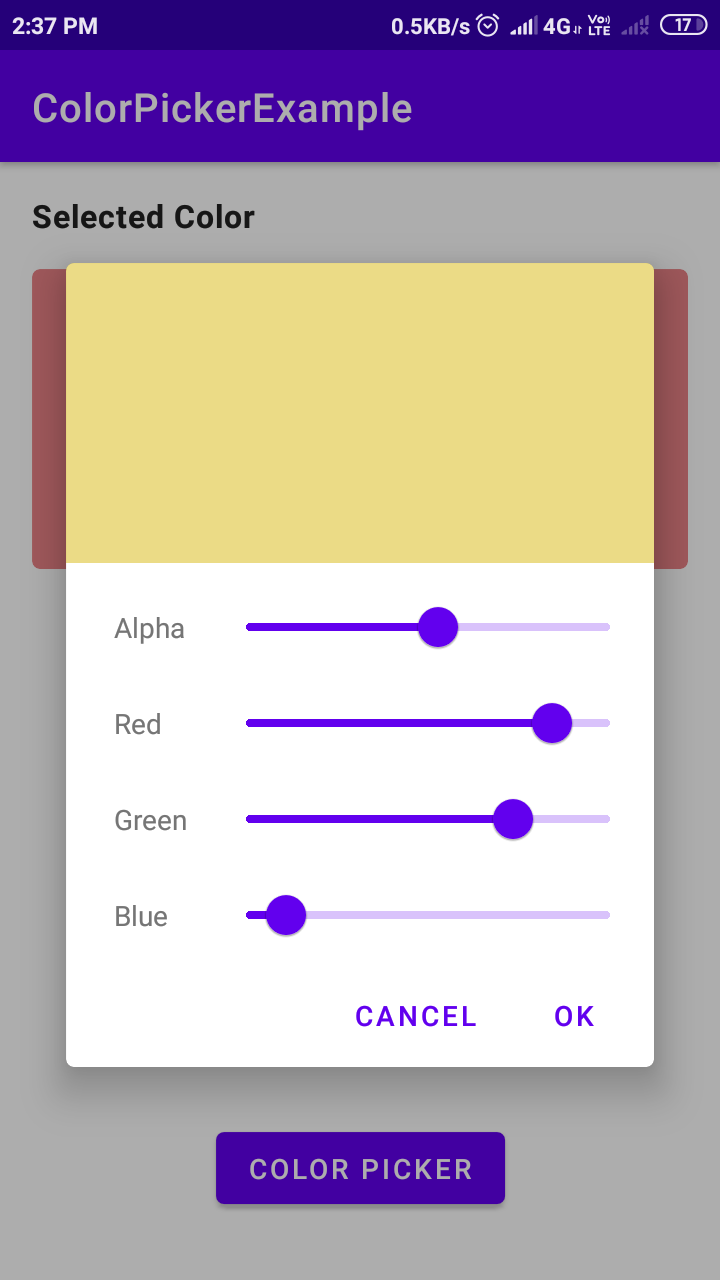 2:37 PM 0.5KB/s 4G Vo LTE 17
ColorPickerExample
Selected Color
Alpha
Red
Green
Blue
CANCEL OK
COLOR PICKER